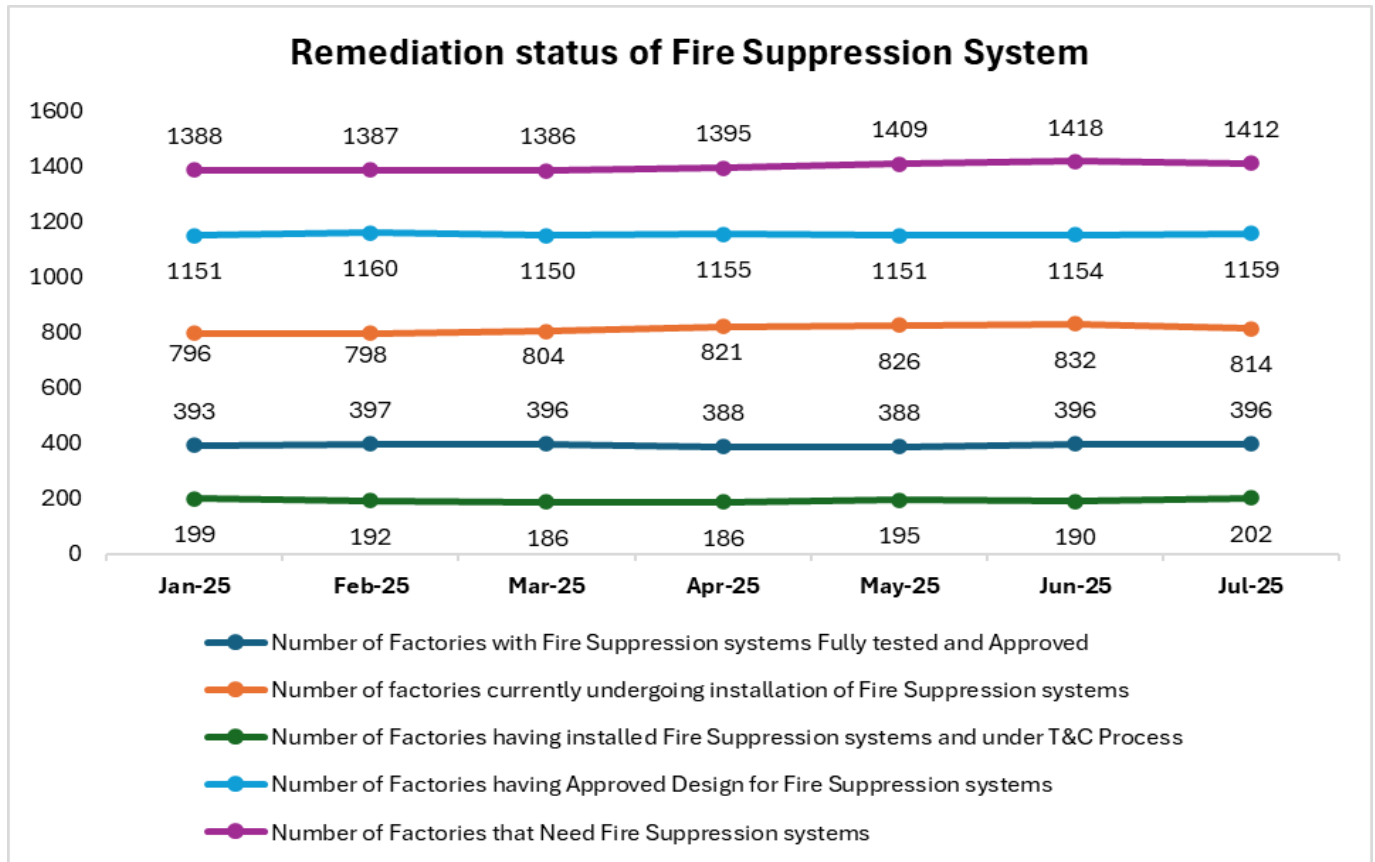 Remediation status of Fire Suppression System
1600
1388 1387 1386 1395 1409 1418 1412
1400
1200
1151 1160 1150 1155 1151 1154 1159
1000
800
796 798 804 821 826 832 814
600
393 397 396 388 388 396 396
400
200
199 192 186 186 195 190 202
0
Jan-25 Feb-25 Mar-25 Apr-25 May-25 Jun-25 Jul-25
Number of Factories with Fire Suppression systems Fully tested and Approved
Number of factories currently undergoing installation of Fire Suppression systems
Number of Factories having installed Fire Suppression systems and under T&C Process
Number of Factories having Approved Design for Fire Suppression systems
Number of Factories that Need Fire Suppression systems